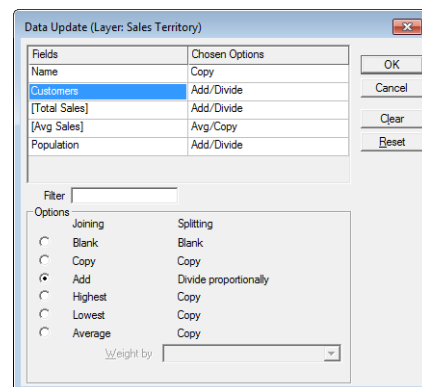 Data Update (Layer: Sales Territory)
Fields Chosen Options
Name Copy
Customers Add/Divide
[Total Sales] Add/Divide
[Avg Sales] Avg/Copy
Population Add/Divide
OK
Cancel
Clear
Reset
Filter
Options
Joining Splitting
Blank Blank
Copy Copy
Add Divide proportionally
Highest Copy
Lowest Copy
Average Copy
Weight by